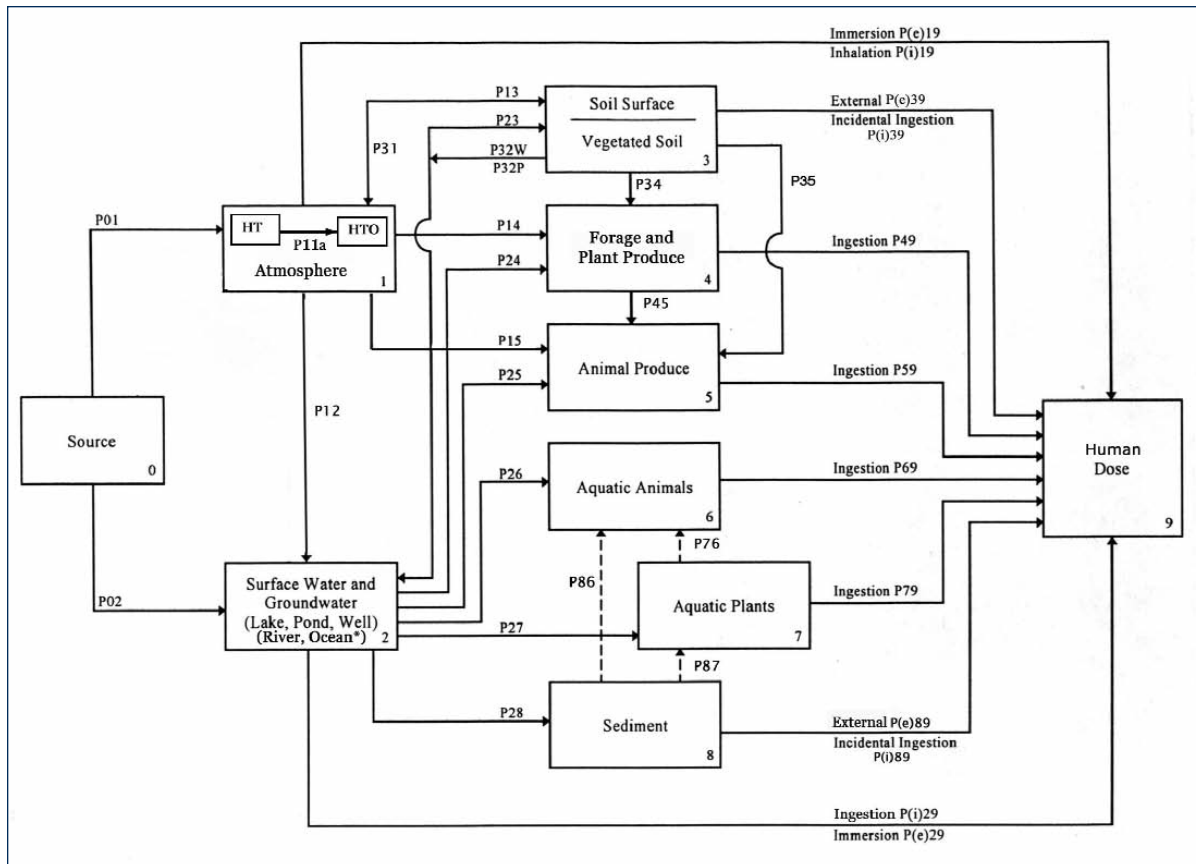 Immersion P(e)19
Inhalation P(i)19
P13
Soil Surface
Vegetated Soil
3
P23
P32W
P32P
P31
External P(c)39
Incidental Ingestion
P(i)39
P34
P35
P01
HT
P11a
HTO
Atmosphere
1
P14
P24
Forage and
Plant Produce
4
Ingestion P49
P45
P15
P25
Animal Produce
5
Ingestion P59
P12
Source
0
P26
Aquatic Animals
6
Ingestion P69
Human
Dose
9
P76
P86
P02
Surface Water and
Groundwater
(Lake, Pond, Well)
(River, Ocean*)
2
P27
Aquatic Plants
7
Ingestion P79
P87
P28
Sediment
8
External P(e)89
Incidental Ingestion
P(i)89
Ingestion P(i)29
Immersion P(e)29